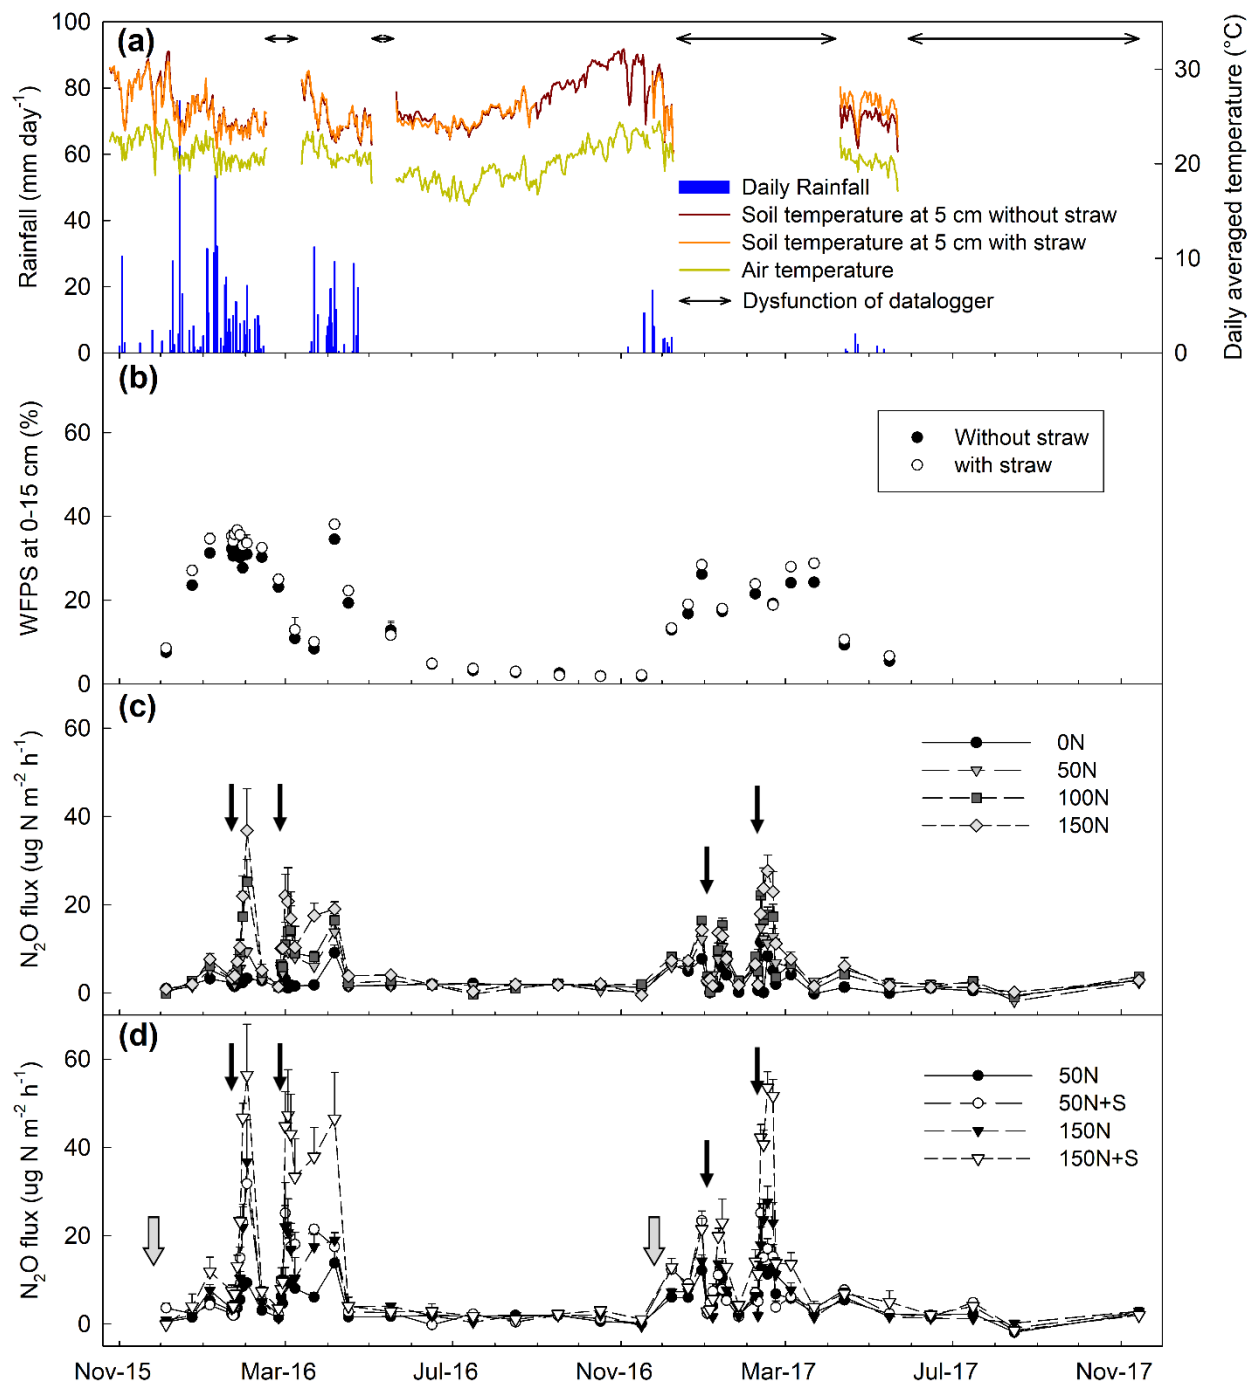 (a)
Rainfall (mm day⁻¹)
100
80
60
40
20
0
Daily averaged temperature (°C)
30
20
10
0
Daily Rainfall
Soil temperature at 5 cm without straw
Soil temperature at 5 cm with straw
Air temperature
Dysfunction of datalogger
(b)
WFPS at 0-15 cm (%)
60
40
20
0
Without straw
with straw
(c)
N₂O flux (ug N m⁻² h⁻¹)
60
40
20
0
0N
50N
100N
150N
(d)
N₂O flux (ug N m⁻² h⁻¹)
60
40
20
0
50N
50N+S
150N
150N+S
Nov-15 Mar-16 Jul-16 Nov-16 Mar-17 Jul-17 Nov-17